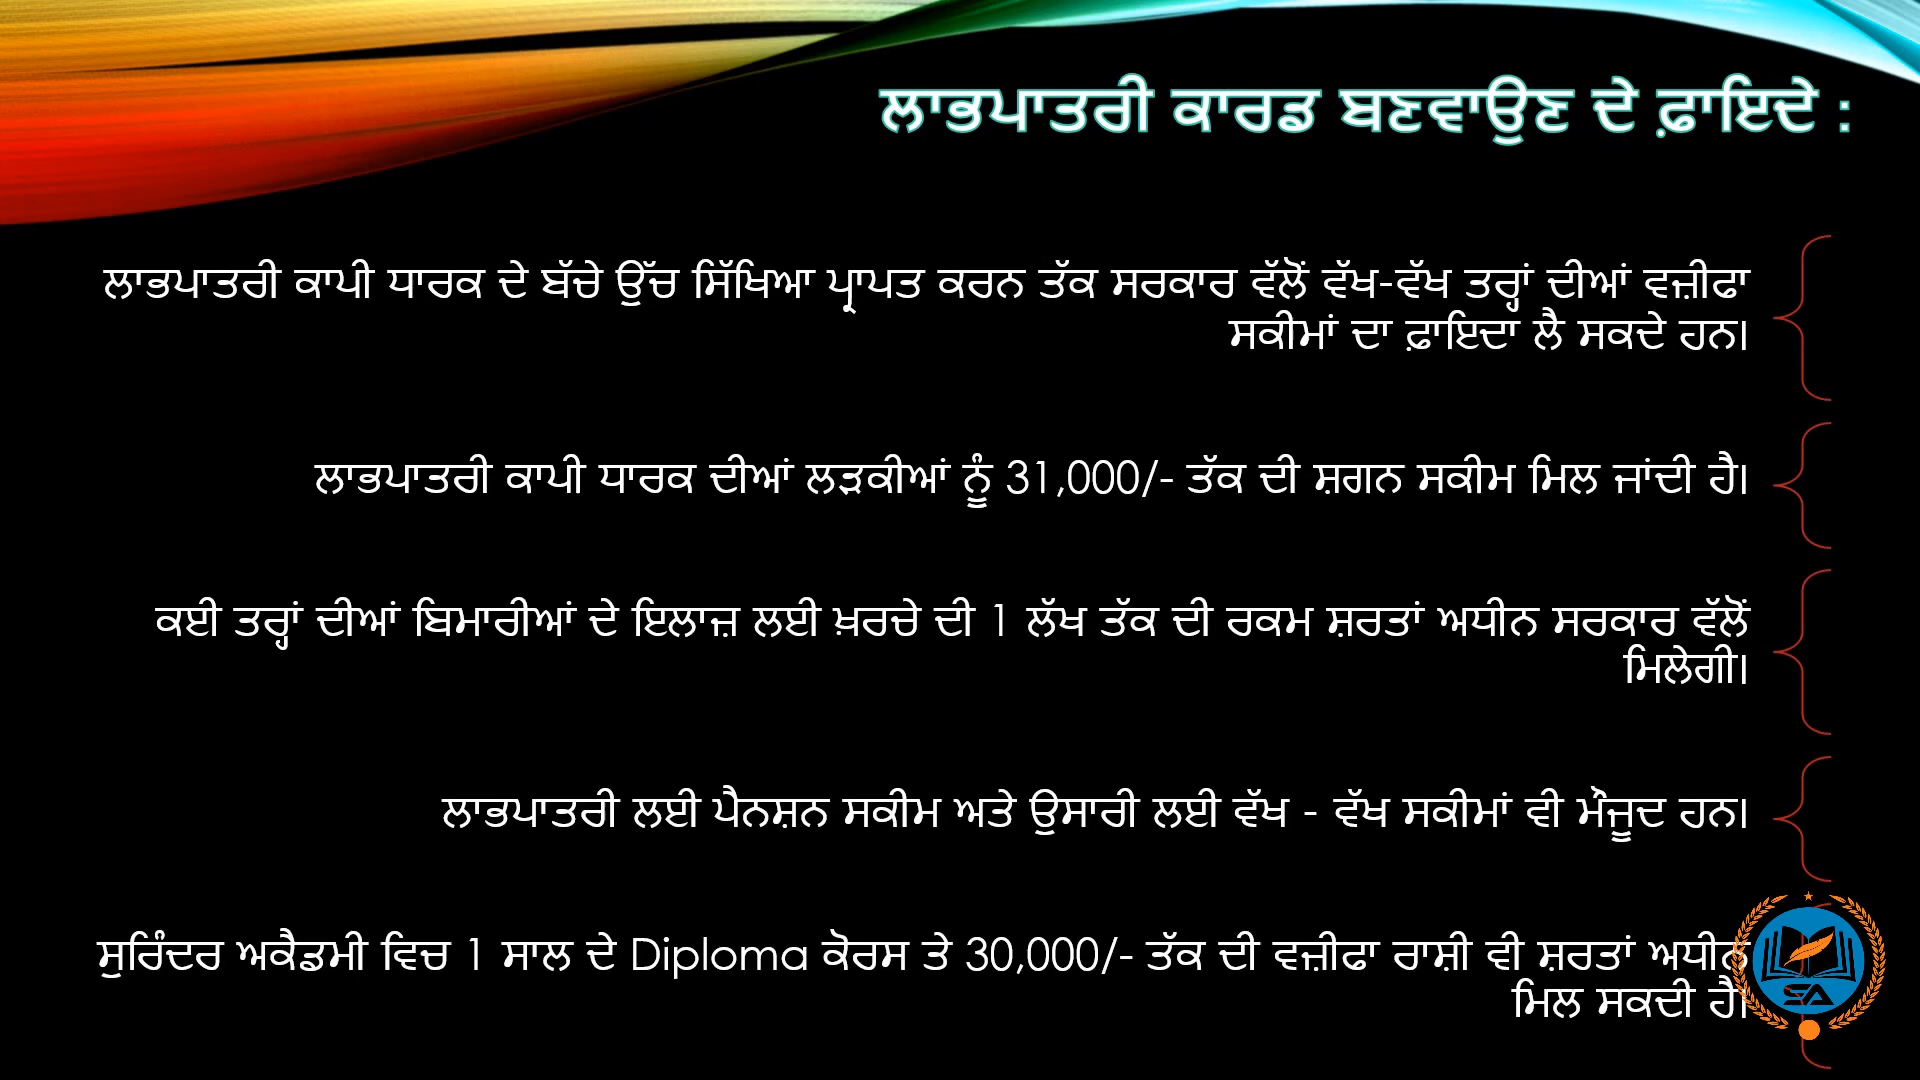 ਲਾਭਪਾਤਰੀ ਕਾਰਡ ਬਣਵਾਉਣ ਦੇ ਫ਼ਾਇਦੇ :
ਲਾਭਪਾਤਰੀ ਕਾਪੀ ਧਾਰਕ ਦੇ ਬੱਚੇ ਉੱਚ ਸਿੱਖਿਆ ਪ੍ਰਾਪਤ ਕਰਨ ਤੱਕ ਸਰਕਾਰ ਵੱਲੋਂ ਵੱਖ-ਵੱਖ ਤਰ੍ਹਾਂ ਦੀਆਂ ਵਜ਼ੀਫਾ
ਸਕੀਮਾਂ ਦਾ ਫ਼ਾਇਦਾ ਲੈ ਸਕਦੇ ਹਨ।
ਲਾਭਪਾਤਰੀ ਕਾਪੀ ਧਾਰਕ ਦੀਆਂ ਲੜਕੀਆਂ ਨੂੰ 31,000/- ਤੱਕ ਦੀ ਸ਼ਗਨ ਸਕੀਮ ਮਿਲ ਜਾਂਦੀ ਹੈ।
ਕਈ ਤਰ੍ਹਾਂ ਦੀਆਂ ਬਿਮਾਰੀਆਂ ਦੇ ਇਲਾਜ਼ ਲਈ ਖ਼ਰਚੇ ਦੀ 1 ਲੱਖ ਤੱਕ ਦੀ ਰਕਮ ਸ਼ਰਤਾਂ ਅਧੀਨ ਸਰਕਾਰ ਵੱਲੋਂ
ਮਿਲੇਗੀ।
ਲਾਭਪਾਤਰੀ ਲਈ ਪੈਨਸ਼ਨ ਸਕੀਮ ਅਤੇ ਉਸਾਰੀ ਲਈ ਵੱਖ - ਵੱਖ ਸਕੀਮਾਂ ਵੀ ਮੌਜੂਦ ਹਨ।
ਸੁਰਿੰਦਰ ਅਕੈਡਮੀ ਵਿਚ 1 ਸਾਲ ਦੇ Diploma ਕੋਰਸ ਤੇ 30,000/- ਤੱਕ ਦੀ ਵਜ਼ੀਫਾ ਰਾਸ਼ੀ ਵੀ ਸ਼ਰਤਾਂ ਅਧੀਨ
ਮਿਲ ਸਕਦੀ ਹੈ।
SA